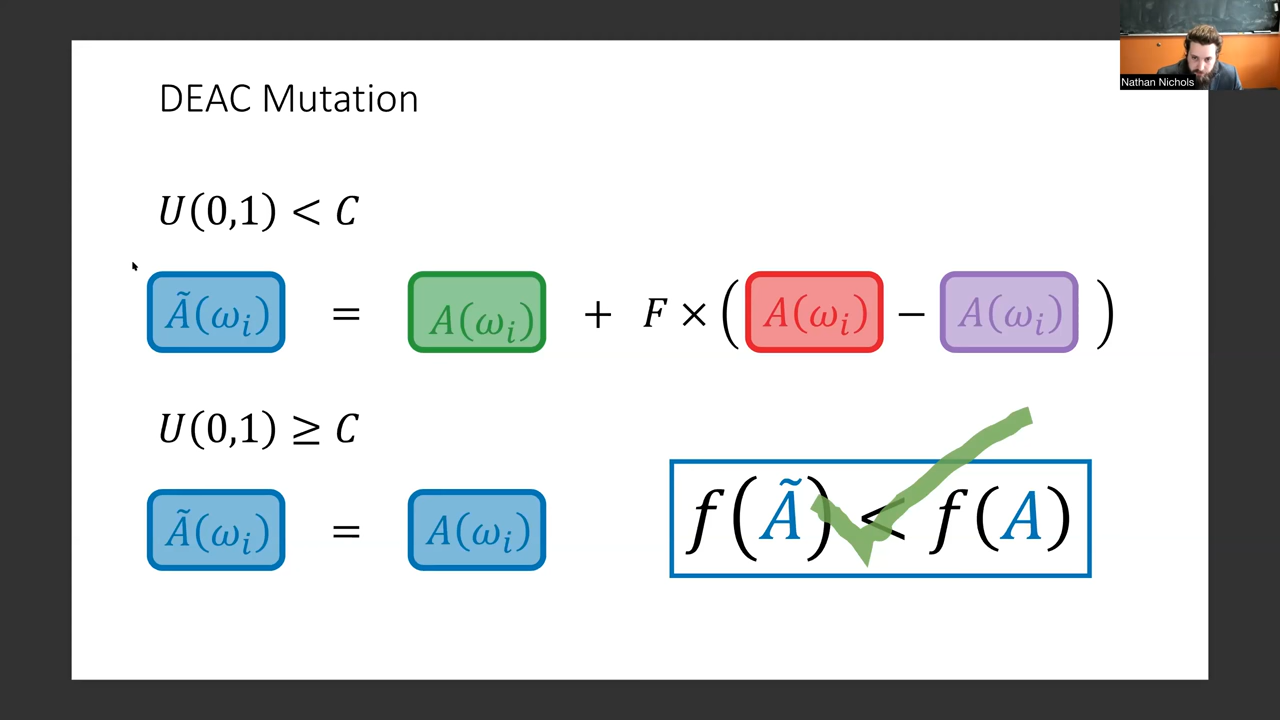 DEAC Mutation
Nathan Nichols
U(0,1) < C
Ã(ω_i) = A(ω_i) + F × (A(ω_i) − A(ω_i))
U(0,1) ≥ C
Ã(ω_i) = A(ω_i)
f(Ã) < f(A)